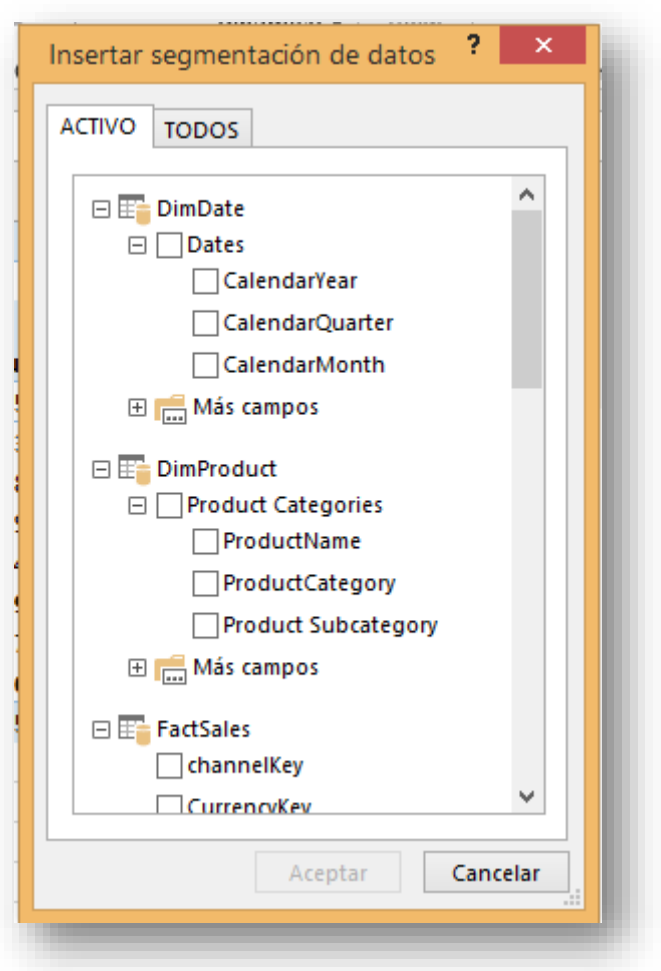 Insertar segmentación de datos ?
ACTIVO TODOS
DimDate
Dates
CalendarYear
CalendarQuarter
CalendarMonth
Más campos
DimProduct
Product Categories
ProductName
ProductCategory
Product Subcategory
Más campos
FactSales
channelKey
CurrencyKey
Aceptar Cancelar